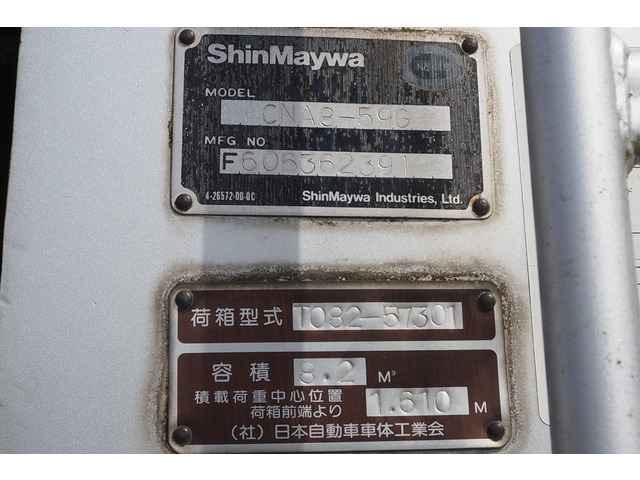 ShinMaywa
MODEL
CNA8-59G
MFG NO
F606362391
4-26572-00-0C
ShinMaywa Industries, Ltd.
荷箱型式 TO82-57301
容積 8.2 M³
積載荷重中心位置
荷箱前端より 1.610 M
(社)日本自動車車体工業会